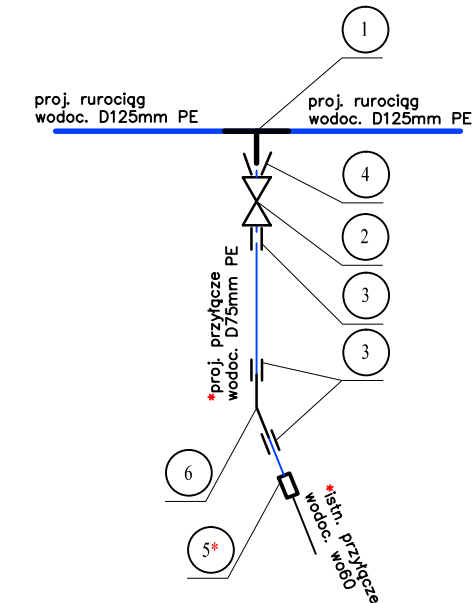 1
proj. rurociąg
wodoc. D125mm PE
proj. rurociąg
wodoc. D125mm PE
4
2
3
*proj. przyłącze
wodoc. D75mm PE
3
6
5*
*istn. przyłącze
wodoc. wo60